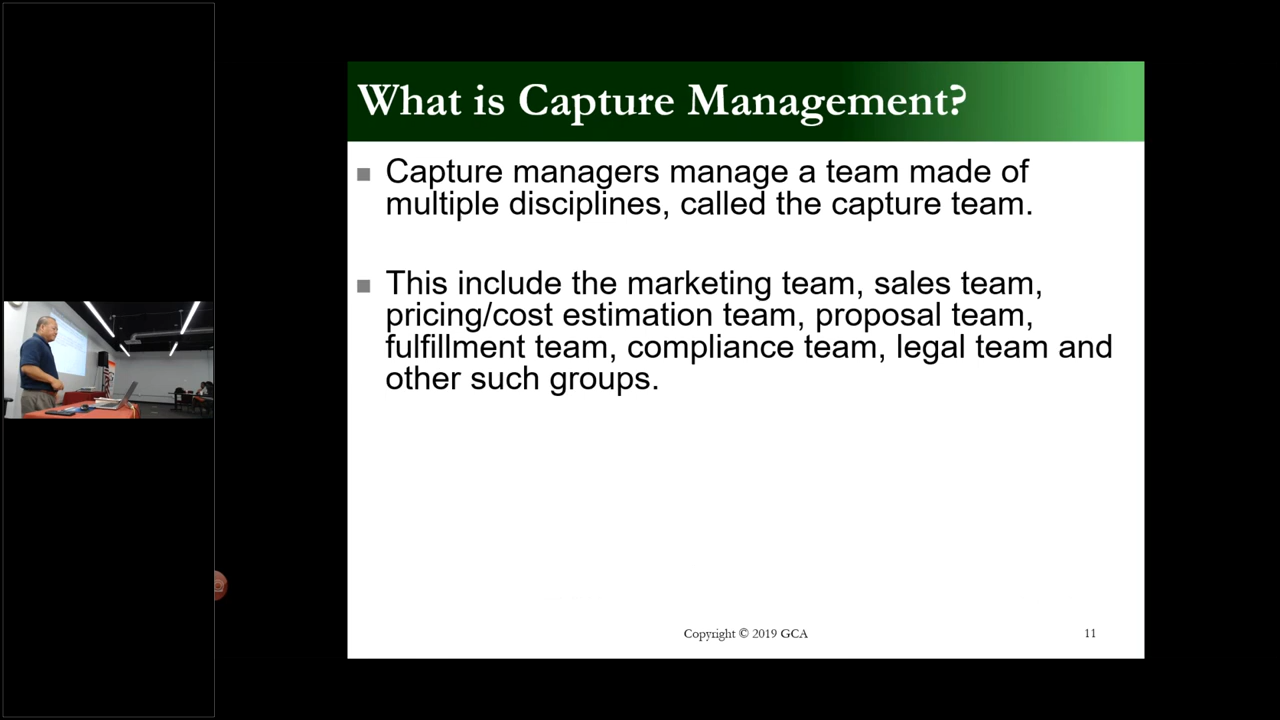 What is Capture Management?
Capture managers manage a team made of
multiple disciplines, called the capture team.
This include the marketing team, sales team,
pricing/cost estimation team, proposal team,
fulfillment team, compliance team, legal team and
other such groups.
Copyright © 2019 GCA
11